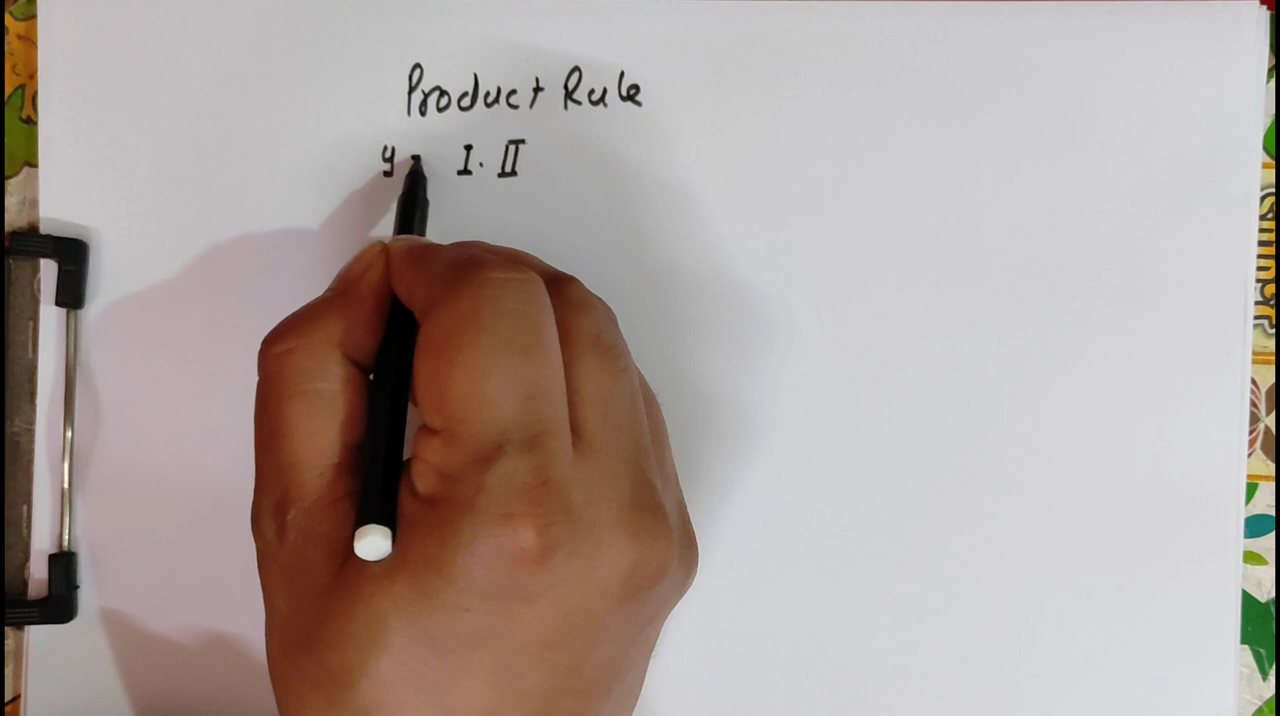 Product Rule
y = I. II